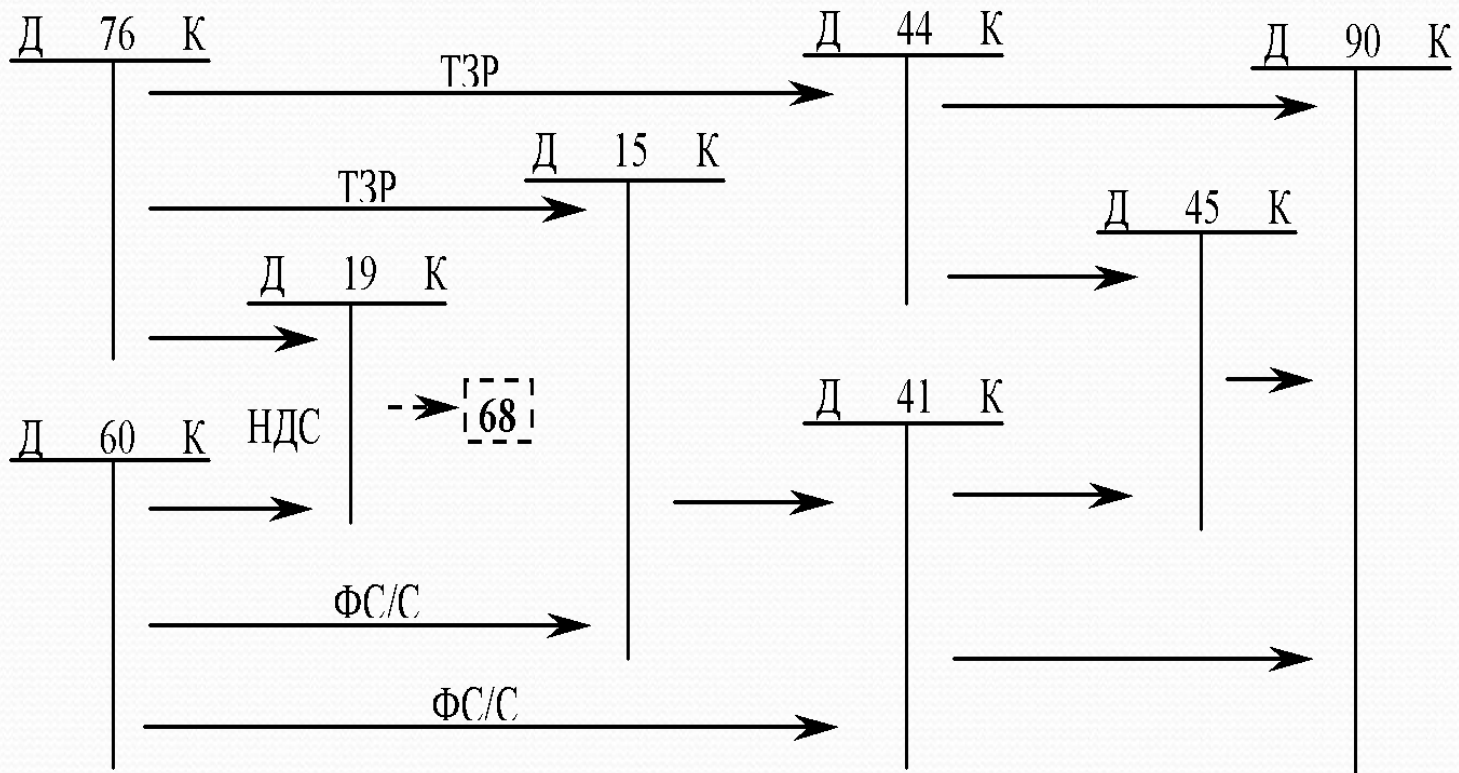 Д 76 К
Д 44 К
Д 90 К
ТЗР
Д 15 К
ТЗР
Д 45 К
Д 19 К
68
Д 41 К
НДС
Д 60 К
ФС/С
ФС/С